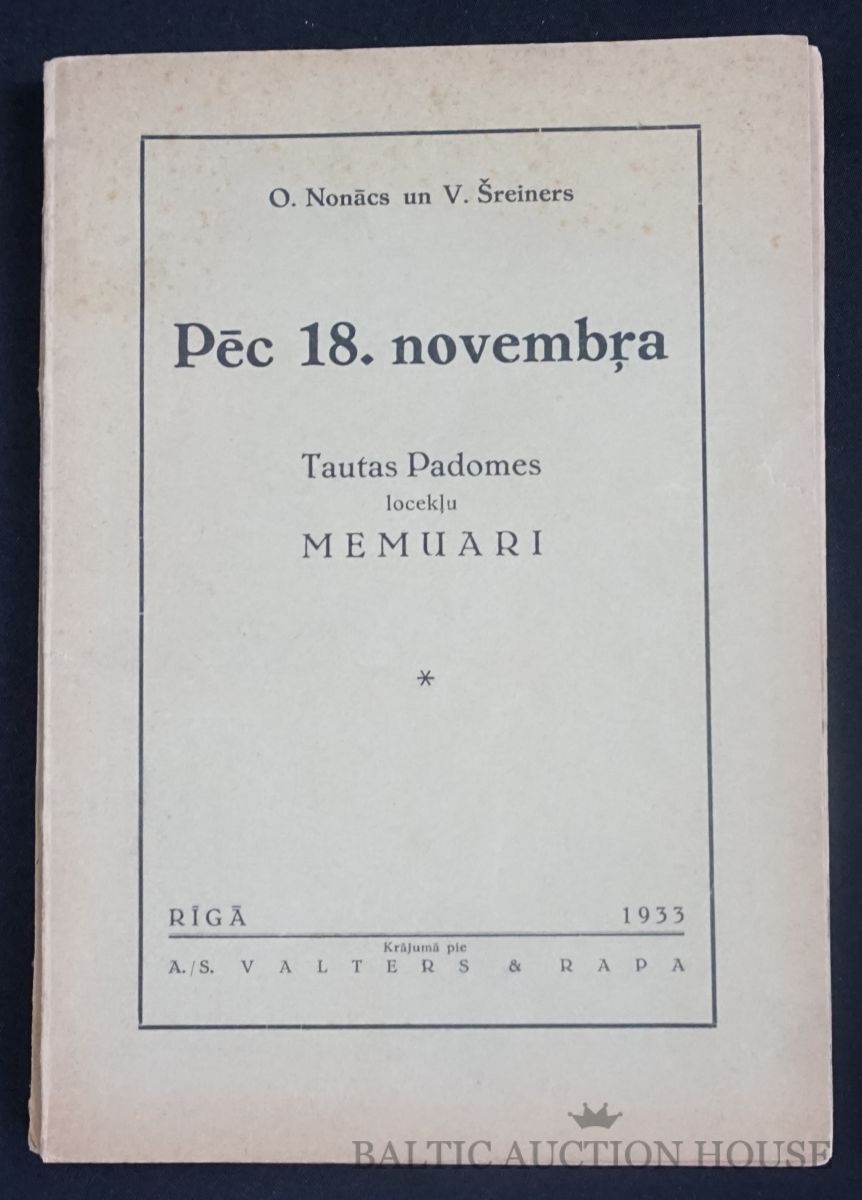 O. Nonācs un V. Šreiners
Pēc 18. novembŗa
Tautas Padomes
locekļu
MEMUARI
*
RĪGĀ 1933
Krājumā pie
A./S. VALTERS & RAPA
BALTIC AUCTION HOUSE